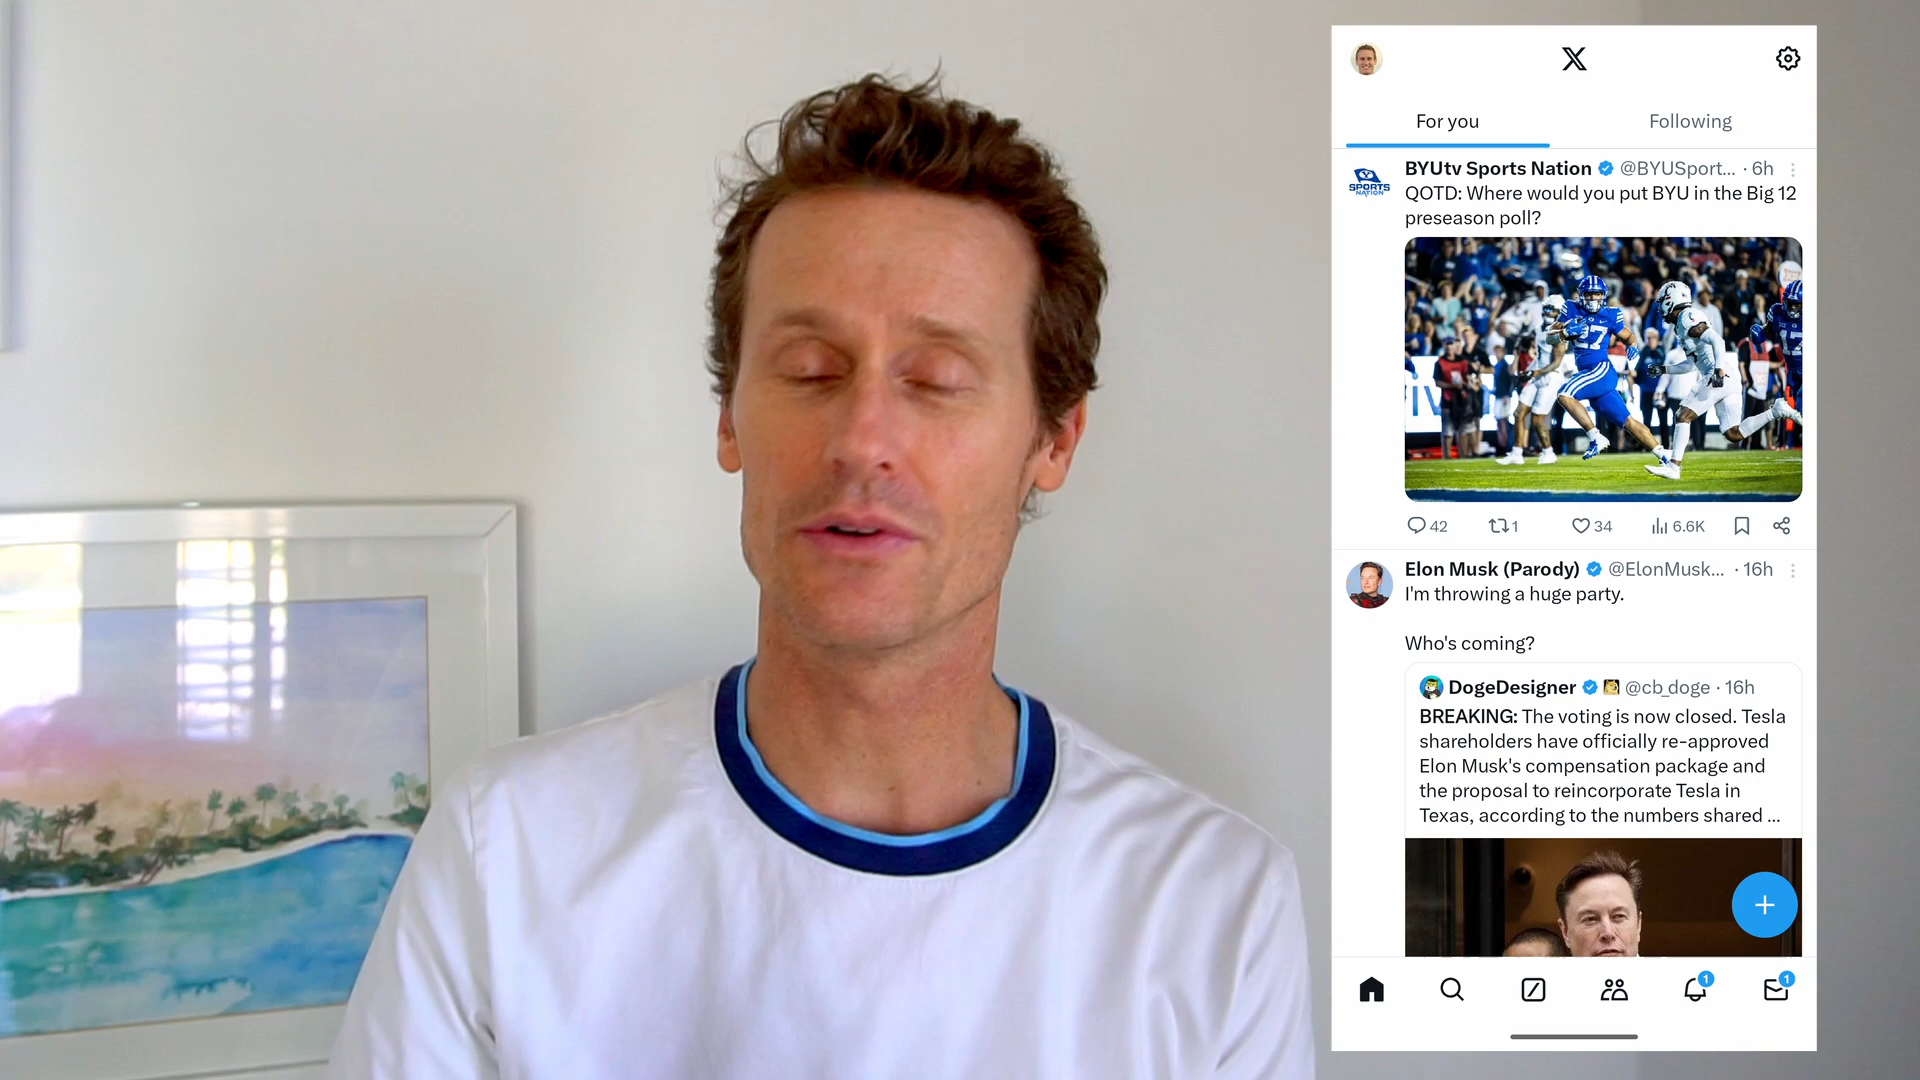 X
For you
Following
BYUtv Sports Nation @BYUSport... · 6h
QOTD: Where would you put BYU in the Big 12
preseason poll?
SPORTS
NATION
27
42
1
34
6.6K
Elon Musk (Parody) @ElonMusk... · 16h
I'm throwing a huge party.
Who's coming?
DogeDesigner @cb_doge · 16h
BREAKING: The voting is now closed. Tesla
shareholders have officially re-approved
Elon Musk's compensation package and
the proposal to reincorporate Tesla in
Texas, according to the numbers shared ...
1
1